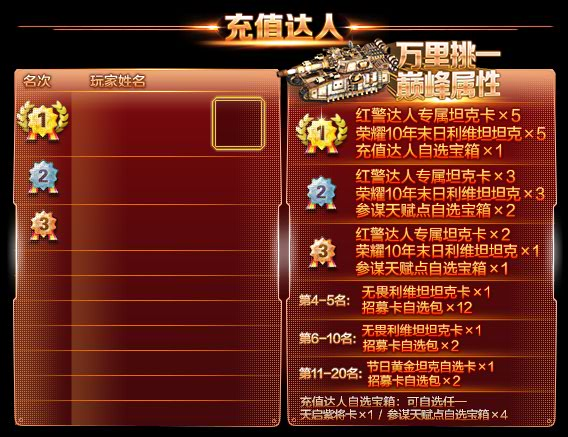 充值达人
万里挑一
巅峰属性
名次 玩家姓名
1
2
3
1
红警达人专属坦克卡×5
荣耀10年末日利维坦坦克×5
充值达人自选宝箱×1
2
红警达人专属坦克卡×3
荣耀10年末日利维坦坦克×3
参谋天赋点自选宝箱×2
3
红警达人专属坦克卡×2
荣耀10年末日利维坦坦克×1
参谋天赋点自选宝箱×1
第4-5名: 无畏利维坦坦克卡×1
招募卡自选包×12
第6-10名: 无畏利维坦坦克卡×1
招募卡自选包×2
第11-20名: 节日黄金坦克自选卡×1
招募卡自选包×2
充值达人自选宝箱：可自选任一
天启紫将卡×1 / 参谋天赋点自选宝箱×4